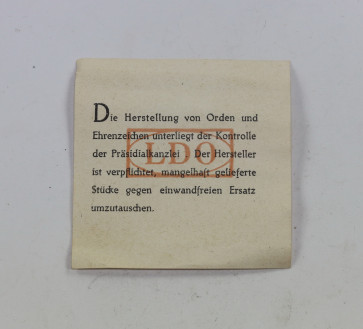 Die Herstellung von Orden und
Ehrenzeichen unterliegt der Kontrolle
LDO
der Präsidialkanzlei. Der Hersteller
ist verpflichtet, mangelhaft gelieferte
Stücke gegen einwandfreien Ersatz
umzutauschen.